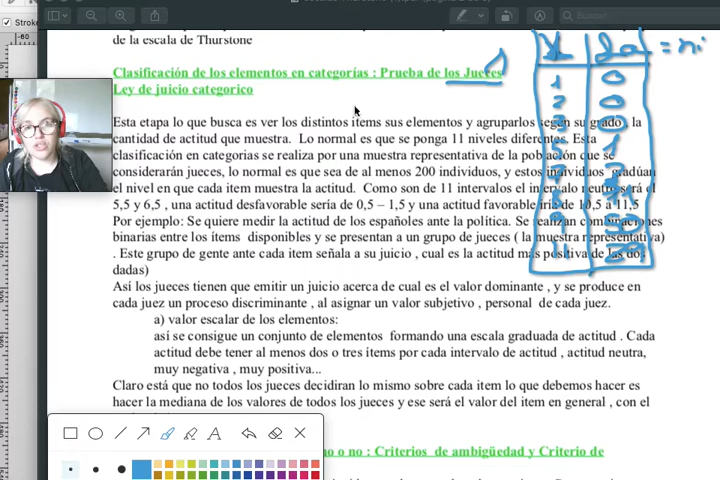 Buscar
de la escala de Thurstone
Clasificación de los elementos en categorías : Prueba de los Jueces
Ley de juicio categorico
Esta etapa lo que busca es ver los distintos items sus elementos y agruparlos según su grado , la
cantidad de actitud que muestra. Lo normal es que se ponga 11 niveles diferentes. Esta
clasificación en categorias se realiza por una muestra representativa de la población que se
considerarán jueces, lo normal es que sea de al menos 200 individuos, y estos individuos gradúan
el nivel en que cada item muestra la actitud. Como son de 11 intervalos el intervalo neutro será el
5,5 y 6,5 , una actitud desfavorable seria de 0,5 – 1,5 y una actitud favorable iria de 10,5 a 11,5
Por ejemplo: Se quiere medir la actitud de los españoles ante la política. Se realizan combinaciones
binarias entre los ítems disponibles y se presentan a un grupo de jueces ( la muestra representativa)
. Este grupo de gente ante cada item señala a su juicio , cual es la actitud mas positiva de las dos
dadas)
Así los jueces tienen que emitir un juicio acerca de cual es el valor dominante , y se produce en
cada juez un proceso discriminante , al asignar un valor subjetivo , personal de cada juez.
a) valor escalar de los elementos:
así se consigue un conjunto de elementos formando una escala graduada de actitud . Cada
actitud debe tener al menos dos o tres items por cada intervalo de actitud , actitud neutra,
muy negativa , muy positiva...
Claro está que no todos los jueces decidiran lo mismo sobre cada item lo que debemos hacer es
hacer la mediana de los valores de todos los jueces y ese será el valor del item en general , con el
o no : Criterios de ambigüedad y Criterio de
= ni
1 0
2 0